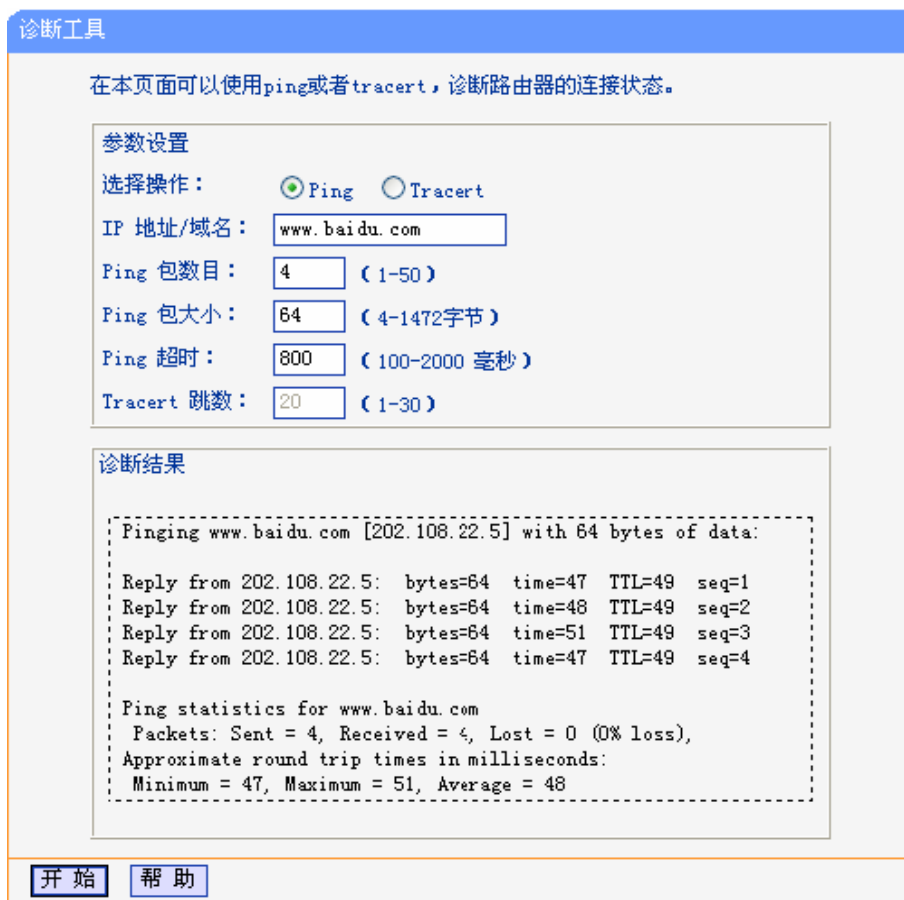 诊断工具
在本页面可以使用ping或者tracert，诊断路由器的连接状态。
参数设置
选择操作： Ping Tracert
IP 地址/域名： www.baidu.com
Ping 包数目： 4 （1-50）
Ping 包大小： 64 （4-1472字节）
Ping 超时： 800 （100-2000 毫秒）
Tracert 跳数： 20 （1-30）
诊断结果
Pinging www.baidu.com [202.108.22.5] with 64 bytes of data:
Reply from 202.108.22.5: bytes=64 time=47 TTL=49 seq=1
Reply from 202.108.22.5: bytes=64 time=48 TTL=49 seq=2
Reply from 202.108.22.5: bytes=64 time=51 TTL=49 seq=3
Reply from 202.108.22.5: bytes=64 time=47 TTL=49 seq=4
Ping statistics for www.baidu.com
Packets: Sent = 4, Received = 4, Lost = 0 (0% loss),
Approximate round trip times in milliseconds:
Minimum = 47, Maximum = 51, Average = 48
开 始 帮 助